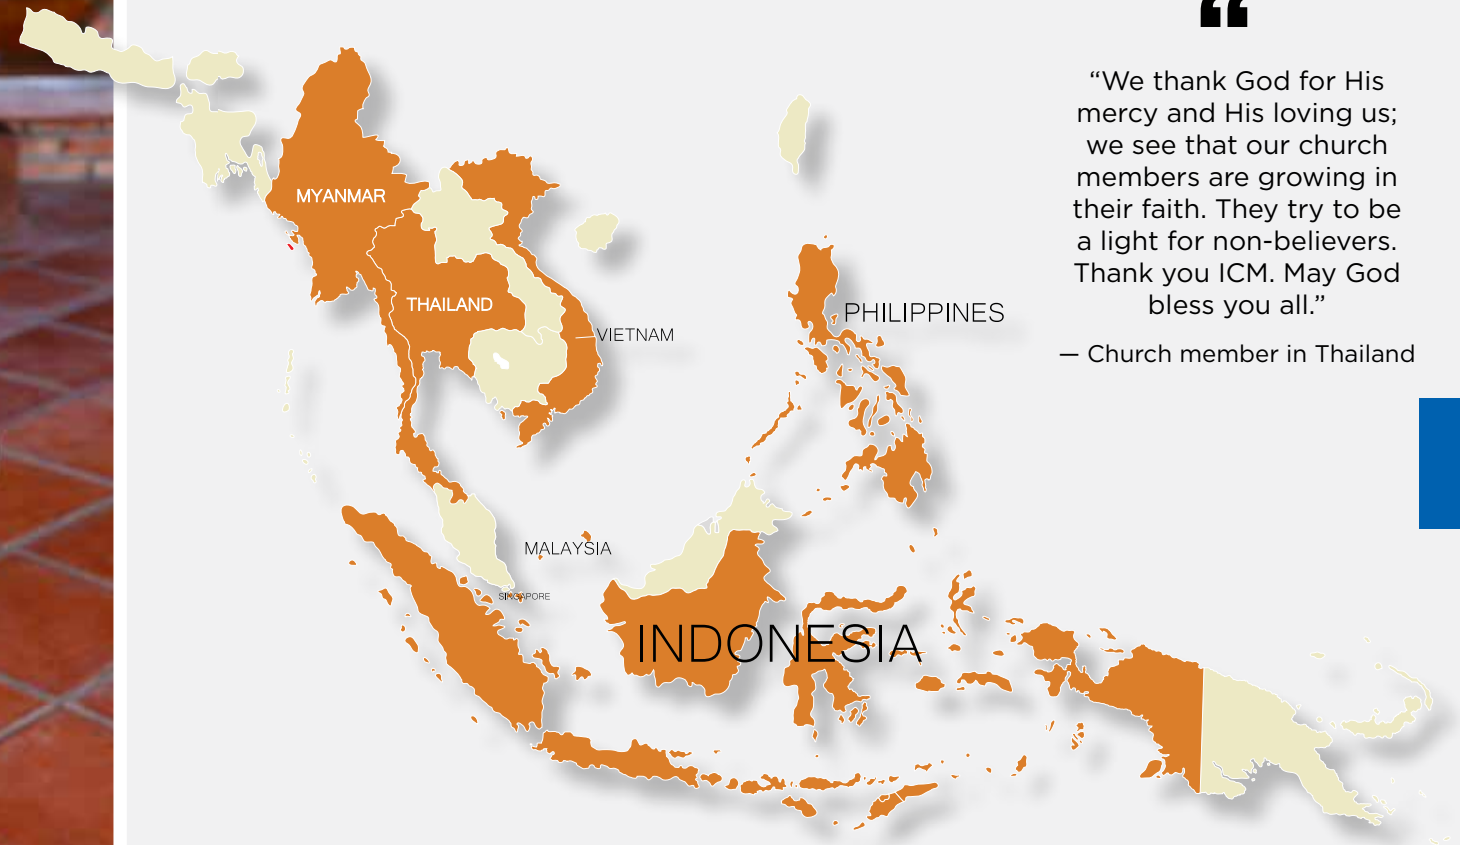 “
“We thank God for His
mercy and His loving us;
we see that our church
members are growing in
their faith. They try to be
a light for non-believers.
Thank you ICM. May God
bless you all.”
— Church member in Thailand
MYANMAR
THAILAND
VIETNAM
PHILIPPINES
MALAYSIA
SINGAPORE
INDONESIA